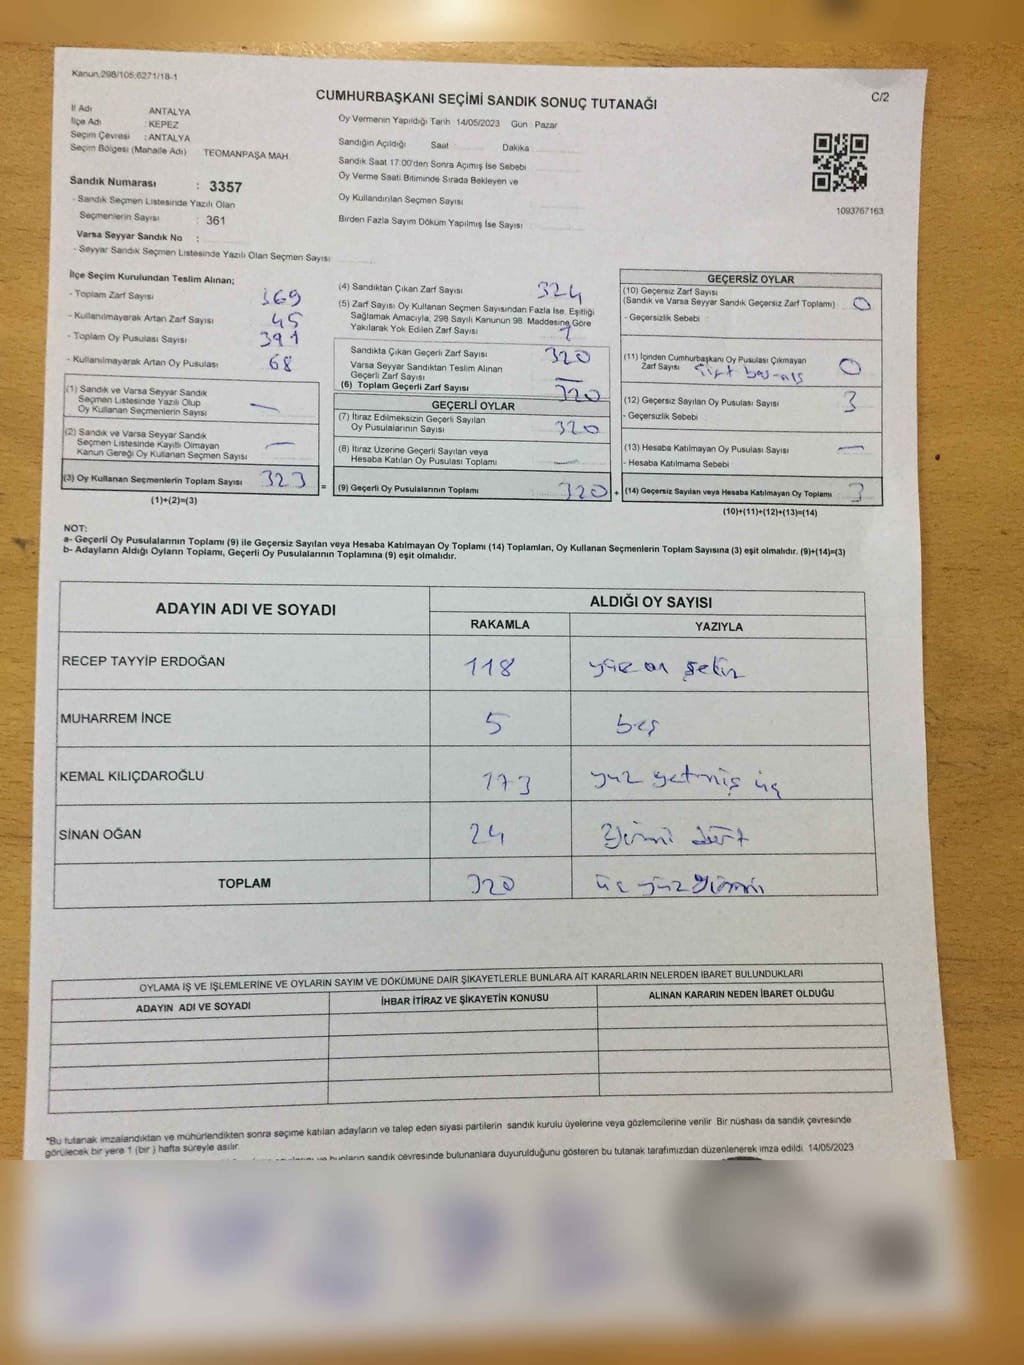 Kanun,298/105,6271/18-1
C/2
CUMHURBAŞKANI SEÇİMİ SANDIK SONUÇ TUTANAĞI
İl Adı ANTALYA
İlçe Adı : KEPEZ
Seçim Çevresi : ANTALYA
Seçim Bölgesi (Mahalle Adı) TEOMANPAŞA MAH.
Sandık Numarası : 3357
- Sandık Seçmen Listesinde Yazılı Olan
Seçmenlerin Sayısı : 361
Varsa Seyyar Sandık No :
- Seyyar Sandık Seçmen Listesinde Yazılı Olan Seçmen Sayısı
Oy Vermenin Yapıldığı Tarih 14/05/2023 Gün : Pazar
Sandığın Açıldığı Saat Dakika
Sandık Saat 17:00'den Sonra Açımış İse Sebebi
Oy Verme Saati Bitiminde Sırada Bekleyen ve
Oy Kullandırılan Seçmen Sayısı
Birden Fazla Sayım Döküm Yapılmış İse Sayısı
1093767163
İlçe Seçim Kurulundan Teslim Alınan;
- Toplam Zarf Sayısı 369
- Kullanılmayarak Artan Zarf Sayısı 45
- Toplam Oy Pusulası Sayısı 391
- Kullanılmayarak Artan Oy Pusulası 68
(1) Sandık ve Varsa Seyyar Sandık
Seçmen Listesinde Yazılı Olup
Oy Kullanan Seçmenlerin Sayısı —
(2) Sandık ve Varsa Seyyar Sandık
Seçmen Listesinde Kayıtlı Olmayan
Kanun Gereği Oy Kullanan Seçmen Sayısı —
(3) Oy Kullanan Seçmenlerin Toplam Sayısı 323 =
(1)+(2)=(3)
(4) Sandıktan Çıkan Zarf Sayısı 324
(5) Zarf Sayısı Oy Kullanan Seçmen Sayısından Fazla İse, Eşitliği
Sağlamak Amacıyla, 298 Sayılı Kanunun 98. Maddesine Göre
Yakılarak Yok Edilen Zarf Sayısı 1
Sandıkta Çıkan Geçerli Zarf Sayısı 320
Varsa Seyyar Sandıktan Teslim Alınan
Geçerli Zarf Sayısı —
(6) Toplam Geçerli Zarf Sayısı 320
GEÇERLİ OYLAR
(7) İtiraz Edilmeksizin Geçerli Sayılan
Oy Pusulalarının Sayısı 320
(8) İtiraz Üzerine Geçerli Sayılan veya
Hesaba Katılan Oy Pusulası Toplamı —
(9) Geçerli Oy Pusulalarının Toplamı 320 +
GEÇERSİZ OYLAR
(10) Geçersiz Zarf Sayısı
(Sandık ve Varsa Seyyar Sandık Geçersiz Zarf Toplamı) 0
- Geçersizlik Sebebi
(11) İçinden Cumhurbaşkanı Oy Pusulası Çıkmayan
Zarf Sayısı 0
(12) Geçersiz Sayılan Oy Pusulası Sayısı 3
- Geçersizlik Sebebi
(13) Hesaba Katılmayan Oy Pusulası Sayısı —
- Hesaba Katılmama Sebebi
(14) Geçersiz Sayılan veya Hesaba Katılmayan Oy Toplamı 3
(10)+(11)+(12)+(13)=(14)
NOT:
a- Geçerli Oy Pusulalarının Toplamı (9) ile Geçersiz Sayılan veya Hesaba Katılmayan Oy Toplamı (14) Toplamları, Oy Kullanan Seçmenlerin Toplam Sayısına (3) eşit olmalıdır. (9)+(14)=(3)
b- Adayların Aldığı Oyların Toplamı, Geçerli Oy Pusulalarının Toplamına (9) eşit olmalıdır.
ADAYIN ADI VE SOYADI ALDIĞI OY SAYISI
RAKAMLA YAZIYLA
RECEP TAYYİP ERDOĞAN 118 yüz on sekiz
MUHARREM İNCE 5 beş
KEMAL KILIÇDAROĞLU 173 yüz yetmiş üç
SİNAN OĞAN 24 yirmi dört
TOPLAM 320 üç yüz yirmi
OYLAMA İŞ VE İŞLEMLERİNE VE OYLARIN SAYIM VE DÖKÜMÜNE DAİR ŞİKAYETLERLE BUNLARA AİT KARARLARIN NELERDEN İBARET BULUNDUKLARI
ADAYIN ADI VE SOYADI İHBAR İTİRAZ VE ŞİKAYETİN KONUSU ALINAN KARARIN NEDEN İBARET OLDUĞU
*Bu tutanak imzalandıktan ve mühürlendikten sonra seçime katılan adayların ve talep eden siyasi partilerin sandık kurulu üyelerine veya gözlemcilerine verilir. Bir nüshası da sandık çevresinde
görülecek bir yere 1 (bir ) hafta süreyle asılır.
bunların sandık çevresinde bulunanlara duyurulduğunu gösteren bu tutanak tarafımızdan düzenlenerek imza edildi. 14/05/2023